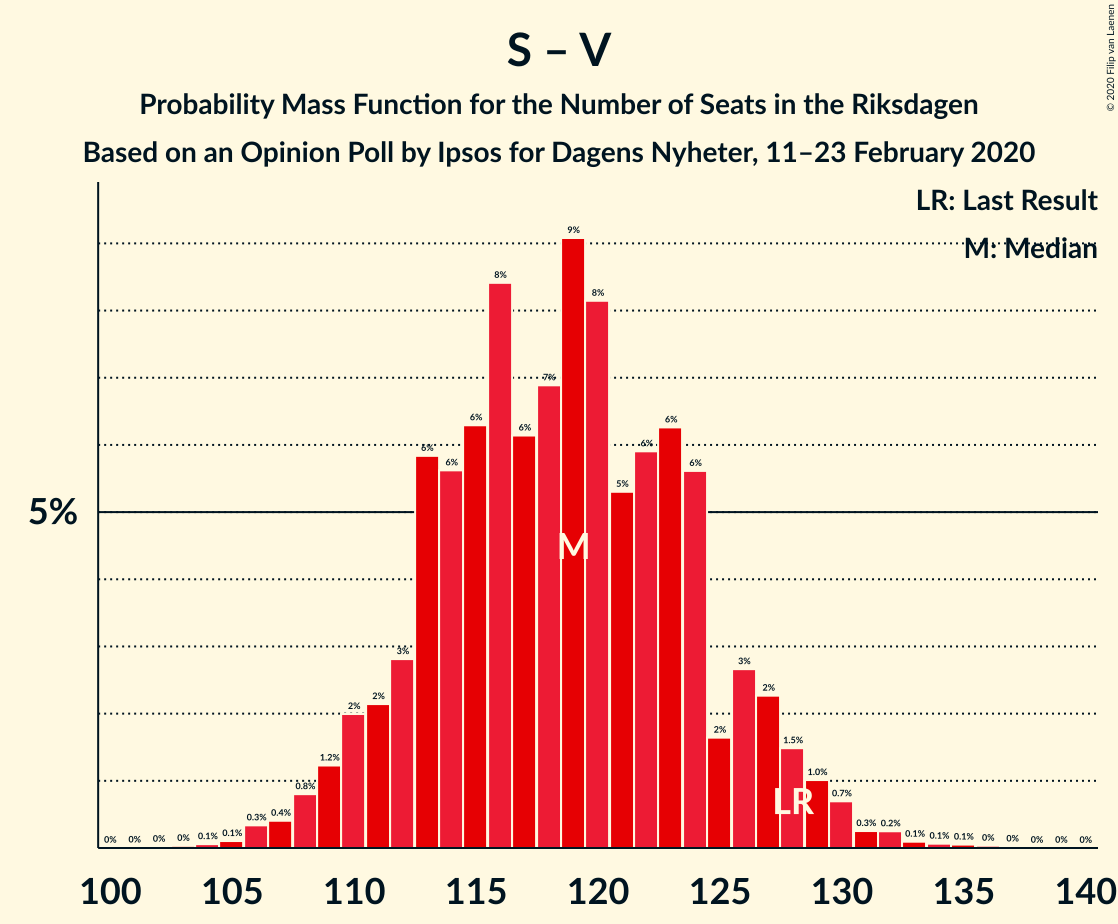 S – V
Probability Mass Function for the Number of Seats in the Riksdagen
Based on an Opinion Poll by Ipsos for Dagens Nyheter, 11–23 February 2020
© 2020 Filip van Laenen
LR: Last Result
M: Median
5%
0% 0% 0% 0% 0.1% 0.1% 0.3% 0.4% 0.8% 1.2% 2% 2% 3% 6% 6% 6% 8% 6% 7% 9% 8% 5% 6% 6% 6% 2% 3% 2% 1.5% 1.0% 0.7% 0.3% 0.2% 0.1% 0.1% 0.1% 0% 0% 0% 0% 0%
M
LR
100 105 110 115 120 125 130 135 140